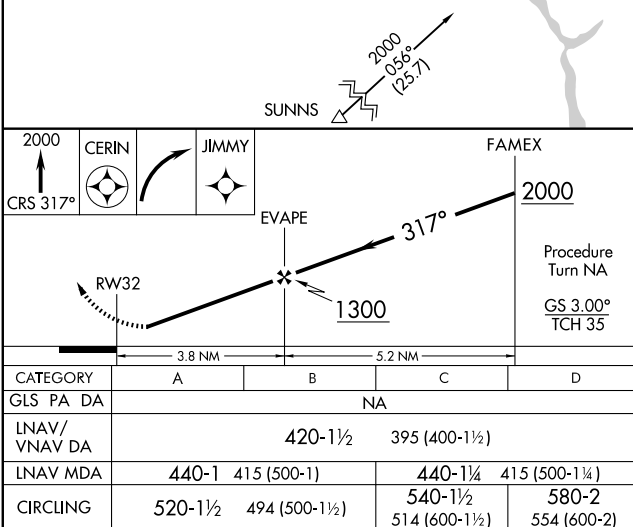 2000
056°
(25.7)
SUNNS
2000
CRS 317°
CERIN
JIMMY
FAMEX
2000
EVAPE
317°
RW32
1300
Procedure
Turn NA
GS 3.00°
TCH 35
3.8 NM
5.2 NM
CATEGORY A B C D
GLS PA DA NA
LNAV/
VNAV DA 420-1½ 395 (400-1½)
LNAV MDA 440-1 415 (500-1) 440-1¼ 415 (500-1¼)
CIRCLING 520-1½ 494 (500-1½) 540-1½
514 (600-1½) 580-2
554 (600-2)